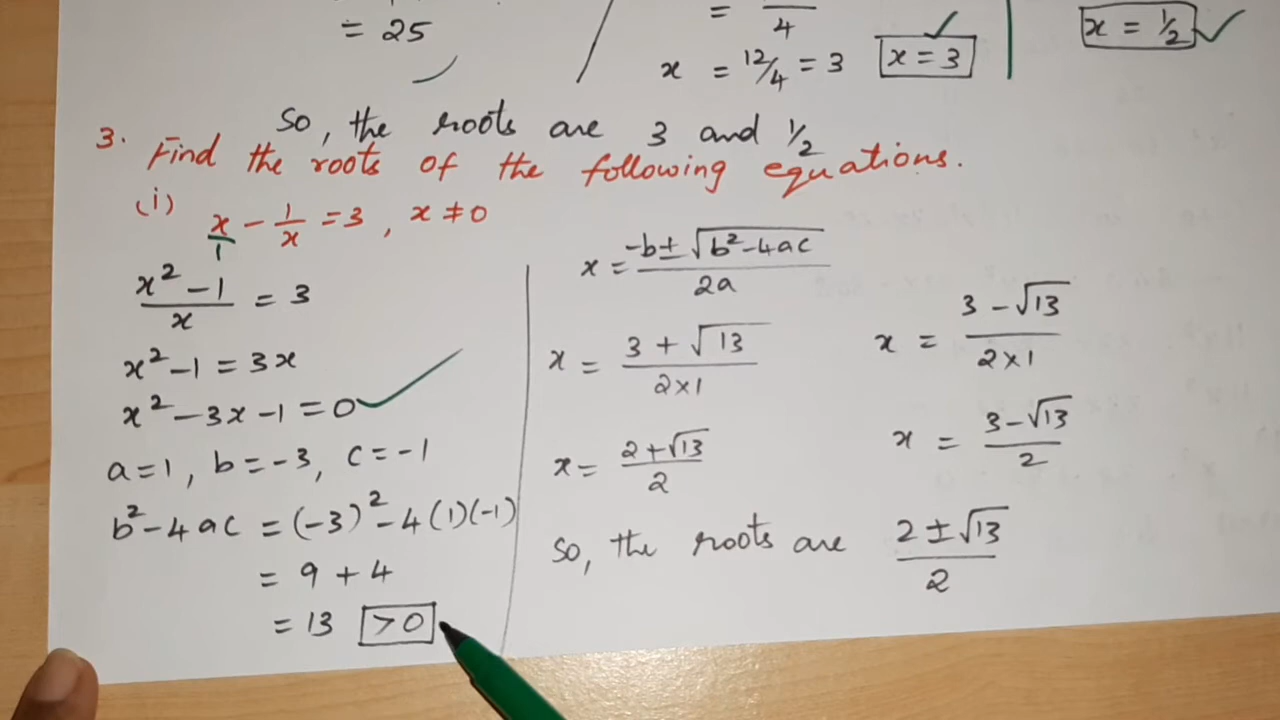 = 25
= /4
x = 12/4 = 3   x = 3
x = 1/2
So, the roots are 3 and 1/2
3. Find the roots of the following equations.
(i) x/1 - 1/x = 3, x ≠ 0
(x² - 1)/x = 3
x² - 1 = 3x
x² - 3x - 1 = 0
a = 1, b = -3, c = -1
b² - 4ac = (-3)² - 4(1)(-1)
= 9 + 4
= 13 > 0
x = (-b ± √(b² - 4ac))/2a
x = (3 + √13)/(2×1)
x = (2 + √13)/2
x = (3 - √13)/(2×1)
x = (3 - √13)/2
So, the roots are (2 ± √13)/2